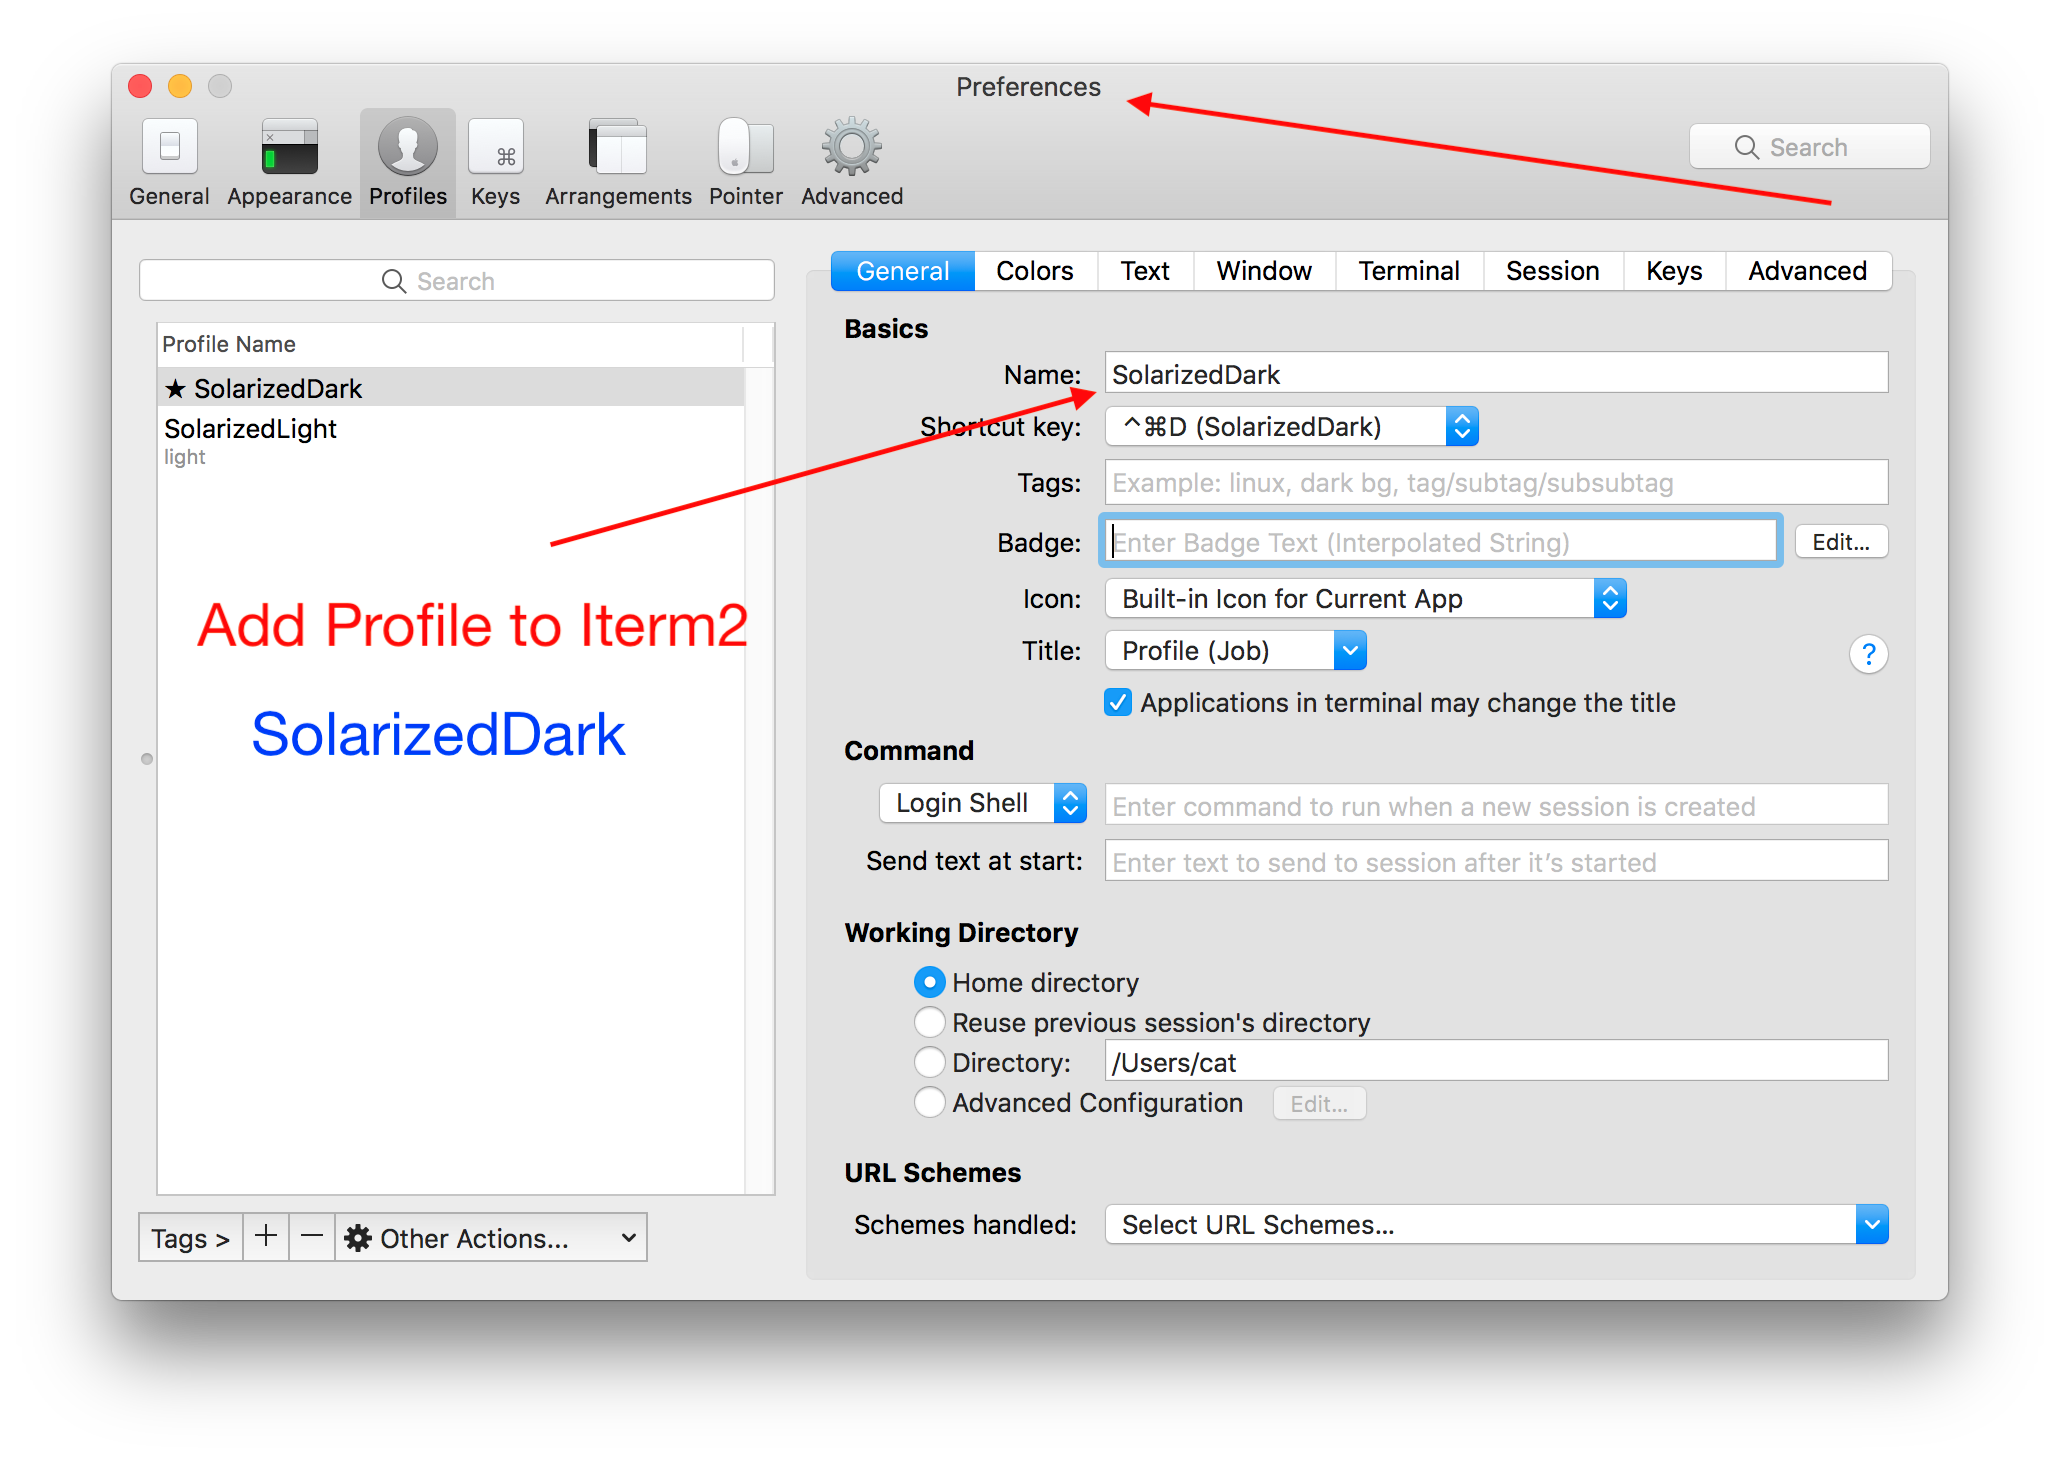 Preferences
General Appearance Profiles Keys Arrangements Pointer Advanced
Search
Search
Profile Name
★ SolarizedDark
SolarizedLight
light
Add Profile to Iterm2
SolarizedDark
Tags > + − Other Actions...
General Colors Text Window Terminal Session Keys Advanced
Basics
Name: SolarizedDark
Shortcut key: ^⌘D (SolarizedDark)
Tags: Example: linux, dark bg, tag/subtag/subsubtag
Badge: Enter Badge Text (Interpolated String) Edit...
Icon: Built-in Icon for Current App
Title: Profile (Job) ?
Applications in terminal may change the title
Command
Login Shell Enter command to run when a new session is created
Send text at start: Enter text to send to session after it’s started
Working Directory
Home directory
Reuse previous session's directory
Directory: /Users/cat
Advanced Configuration Edit...
URL Schemes
Schemes handled: Select URL Schemes...